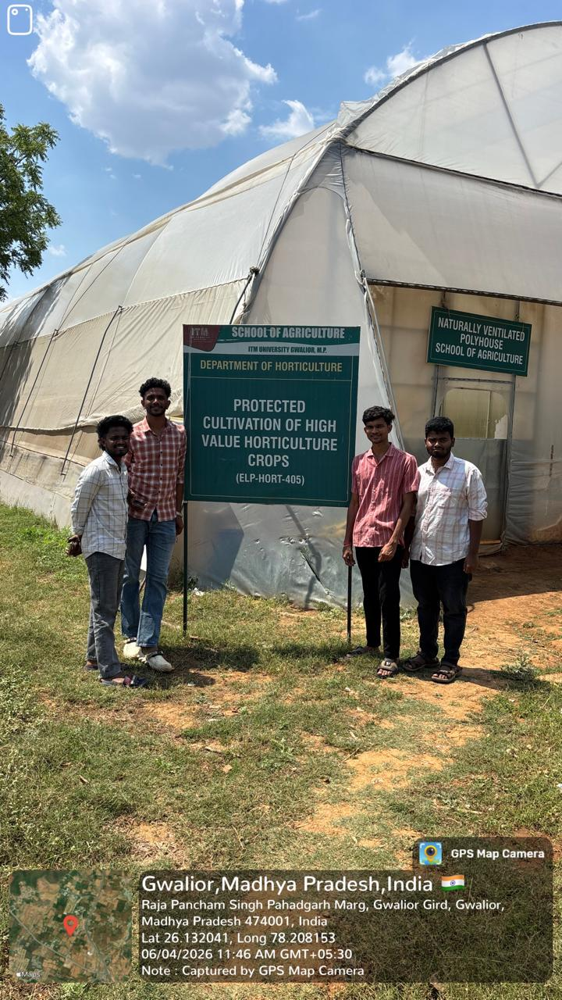 ITM
SCHOOL OF AGRICULTURE
ITM UNIVERSITY GWALIOR, M.P.
DEPARTMENT OF HORTICULTURE
PROTECTED
CULTIVATION OF HIGH
VALUE HORTICULTURE
CROPS
(ELP-HORT-405)
NATURALLY VENTILATED
POLYHOUSE
SCHOOL OF AGRICULTURE
GPS Map Camera
Gwalior,Madhya Pradesh,India
Raja Pancham Singh Pahadgarh Marg, Gwalior Gird, Gwalior,
Madhya Pradesh 474001, India
Lat 26.132041, Long 78.208153
06/04/2026 11:46 AM GMT+05:30
Note : Captured by GPS Map Camera
Maps